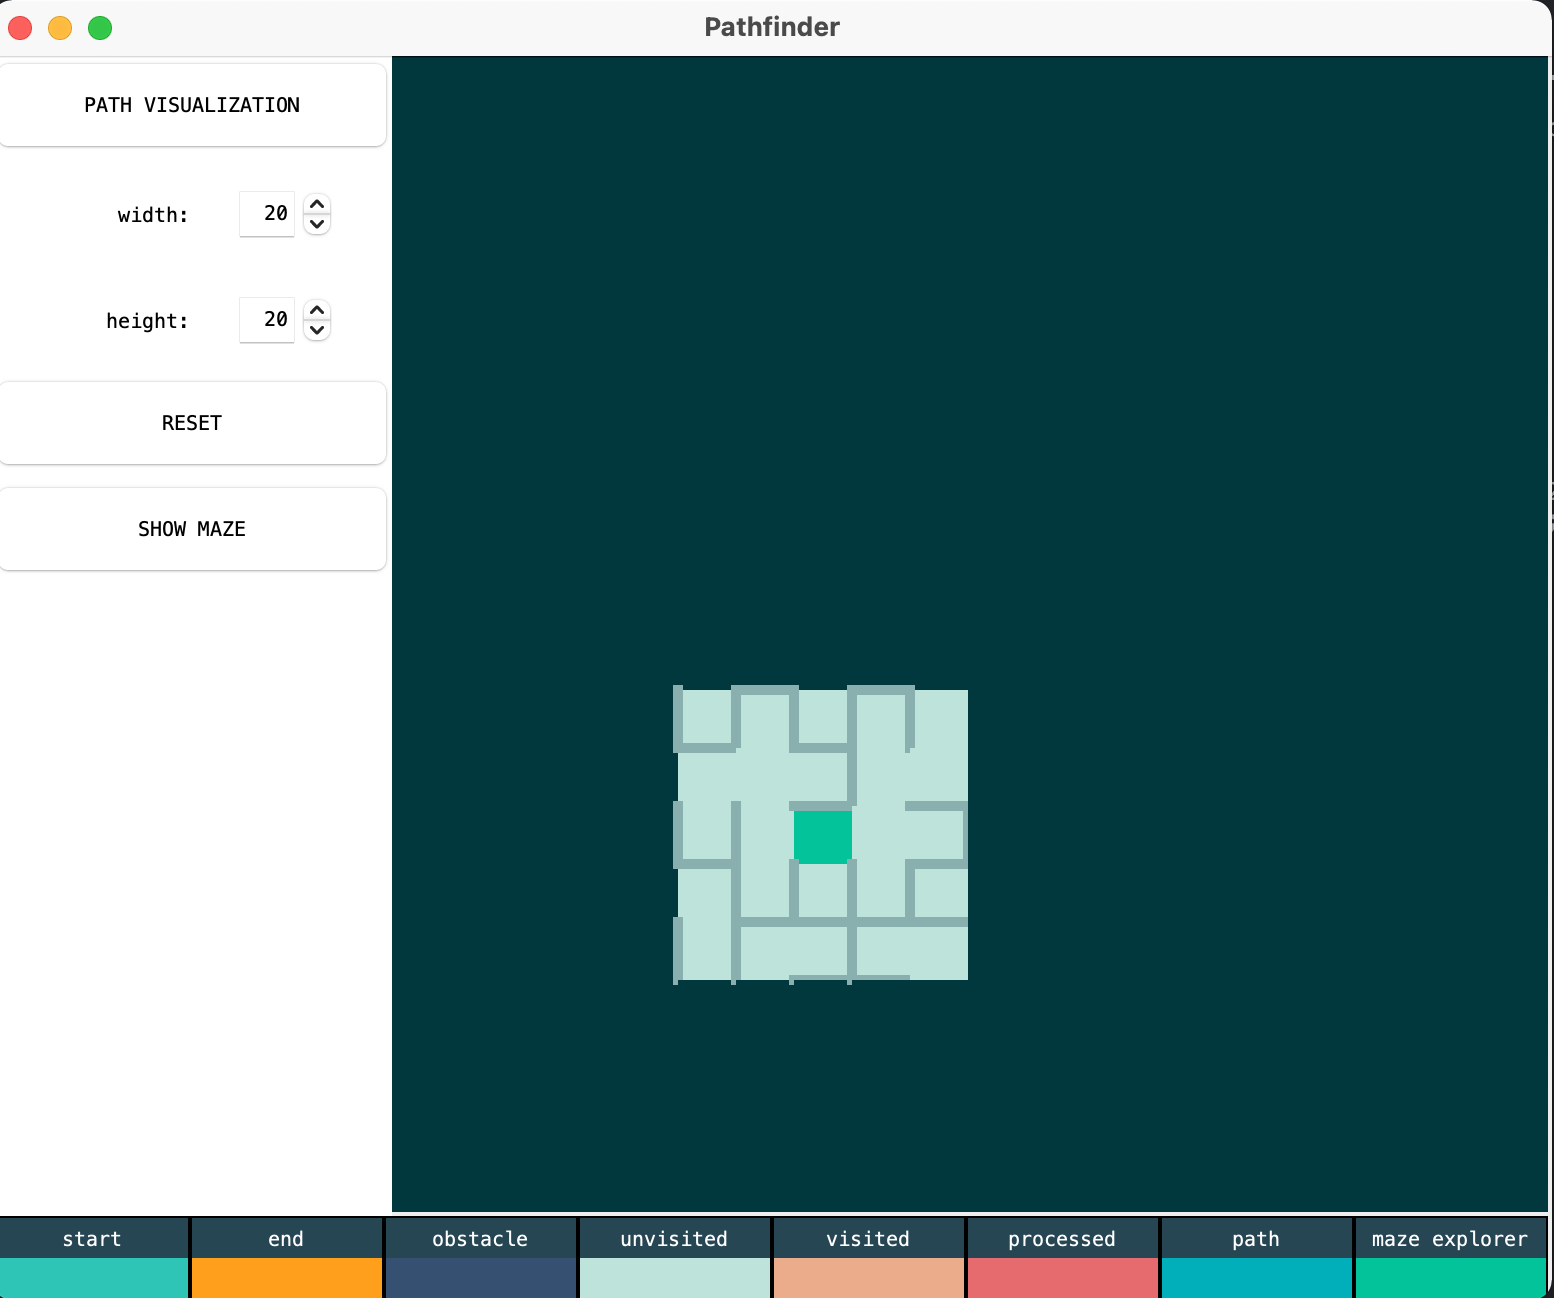 Pathfinder
PATH VISUALIZATION
width: 20
height: 20
RESET
SHOW MAZE
start end obstacle unvisited visited processed path maze explorer